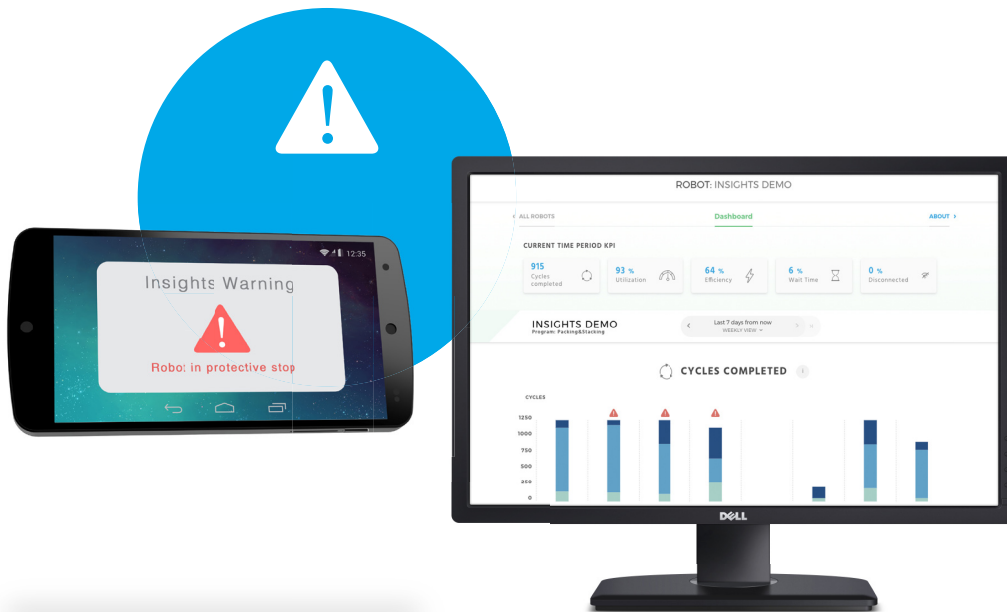 12:35
Insights Warning
Robo: in protective stop
ROBOT: INSIGHTS DEMO
‹ ALL ROBOTS
Dashboard
ABOUT ›
CURRENT TIME PERIOD KPI
915
Cycles
completed
93 %
Utilization
64 %
Efficiency
6 %
Wait Time
0 %
Disconnected
INSIGHTS DEMO
Program: Packing&Stacking
‹ Last 7 days from now ›
WEEKLY VIEW
CYCLES COMPLETED i
CYCLES
1250
1000
750
500
250
0
DELL